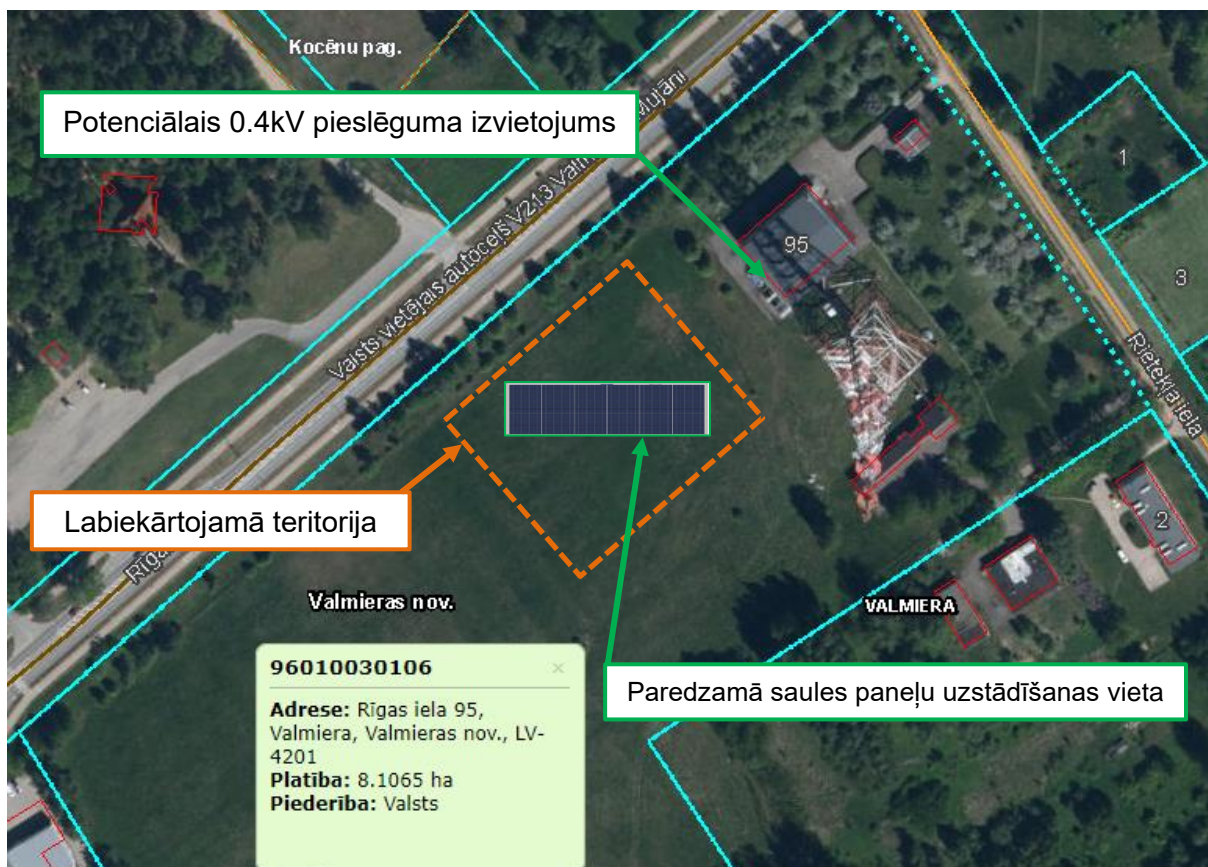 Kocēnu pag.
Potenciālais 0.4kV pieslēguma izvietojums
Mujāni
Valsts vietējais autoceļš V213 Valm
1
95
3
Rietekļa iela
Labiekārtojamā teritorija
Rīga
2
Valmieras nov.
VALMIERA
96010030106
×
Adrese: Rīgas iela 95,
Valmiera, Valmieras nov., LV-
4201
Platība: 8.1065 ha
Piederība: Valsts
Paredzamā saules paneļu uzstādīšanas vieta